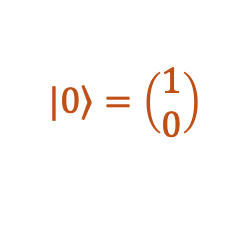 |0⟩ = (1
0)